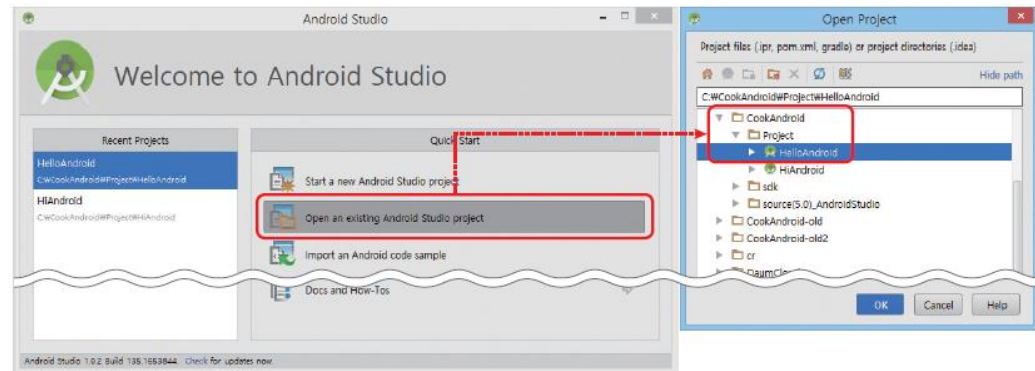 Android Studio
Welcome to Android Studio
Recent Projects
HelloAndroid
C:₩CookAndroid₩Project₩HelloAndroid
HiAndroid
C:₩CookAndroid₩Project₩HiAndroid
Quick Start
Start a new Android Studio project
Open an existing Android Studio project
Import an Android code sample
Docs and How-Tos
Android Studio 1.0.2 Build 135.1653844. Check for updates now.
Open Project
Project files (.ipr, pom.xml, gradle) or project directories (.idea)
Hide path
C:₩CookAndroid₩Project₩HelloAndroid
CookAndroid
Project
HelloAndroid
HiAndroid
sdk
source(5.0)_AndroidStudio
CookAndroid-old
CookAndroid-old2
cr
OK Cancel Help